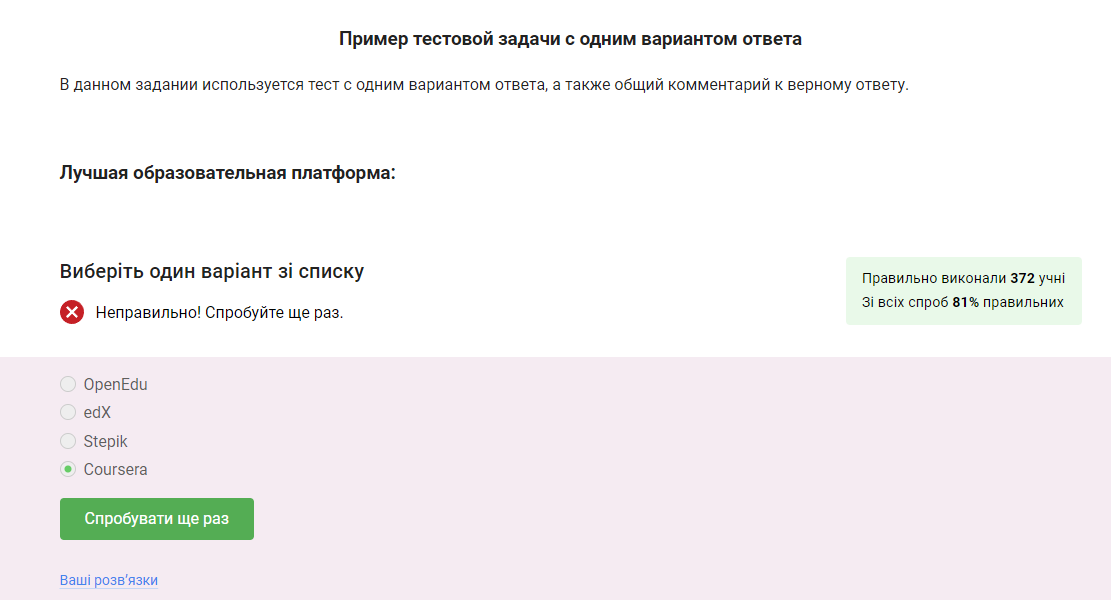 Пример тестовой задачи с одним вариантом ответа
В данном задании используется тест с одним вариантом ответа, а также общий комментарий к верному ответу.
Лучшая образовательная платформа:
Виберіть один варіант зі списку
Неправильно! Спробуйте ще раз.
Правильно виконали 372 учні
Зі всіх спроб 81% правильних
OpenEdu
edX
Stepik
Coursera
Спробувати ще раз
Ваші розв'язки